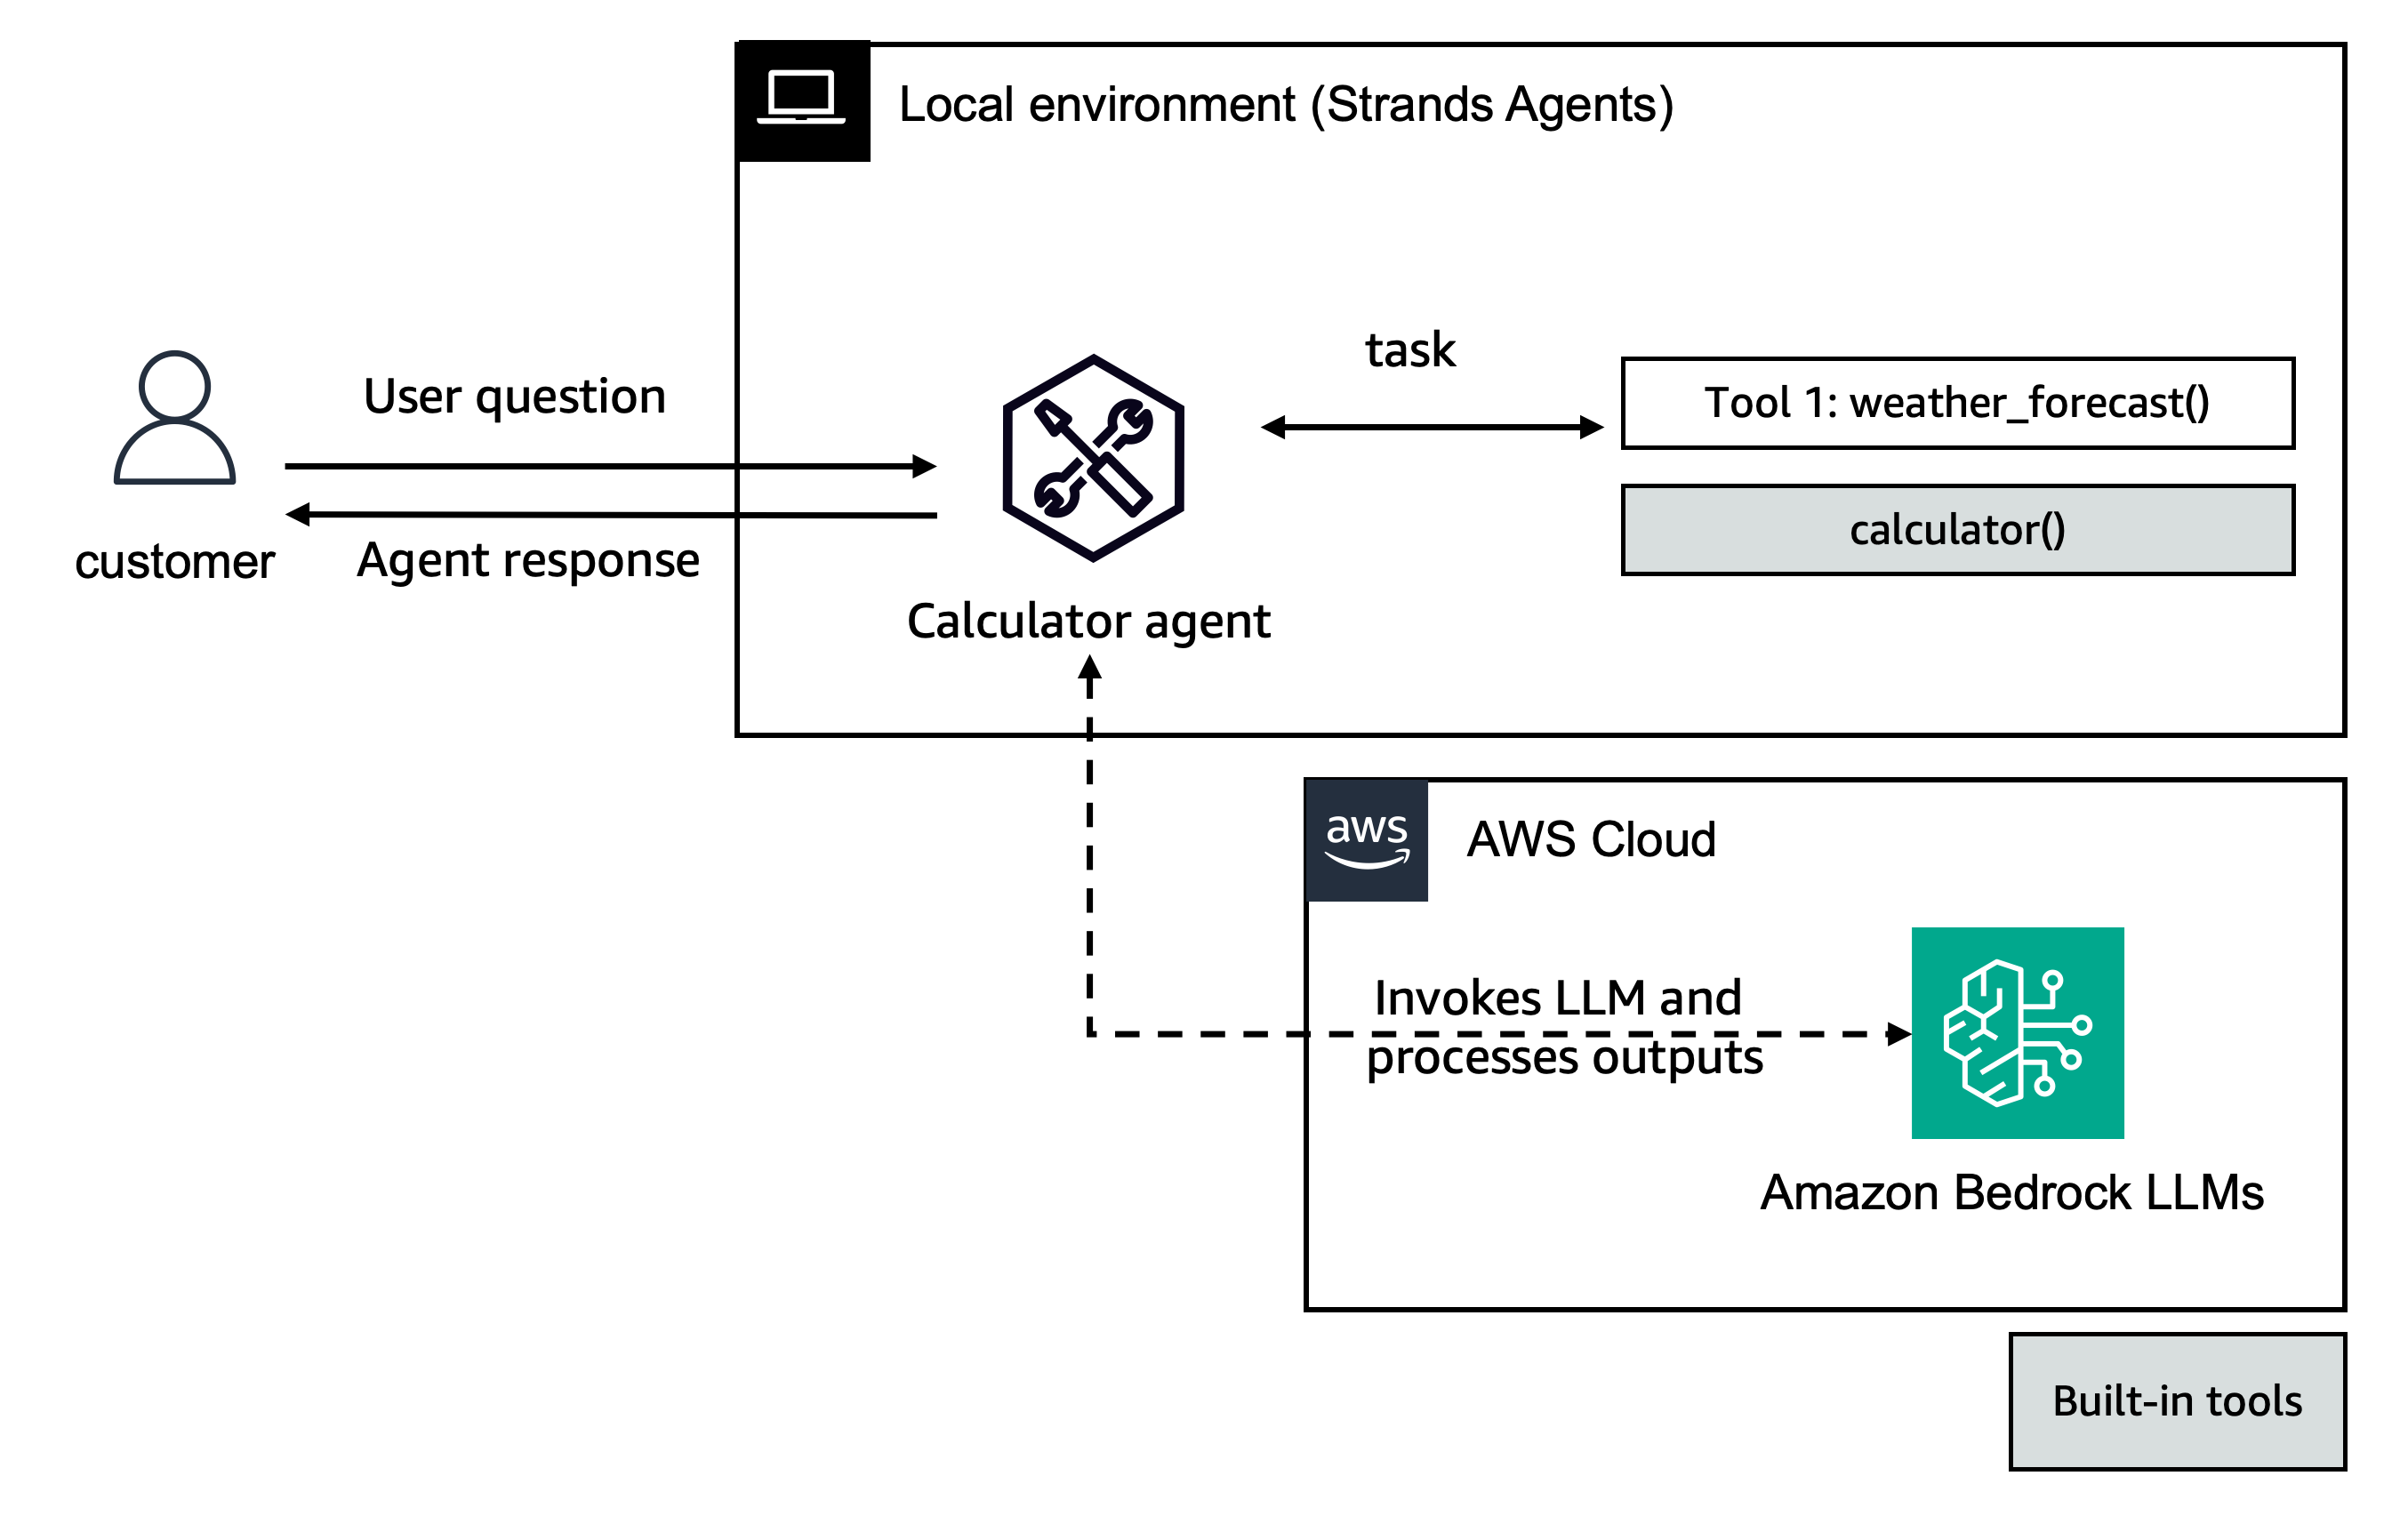 Local environment (Strands Agents)
task
User question
Tool 1: weather_forecast()
calculator()
customer
Agent response
Calculator agent
aws
AWS Cloud
Invokes LLM and
processes outputs
Amazon Bedrock LLMs
Built-in tools